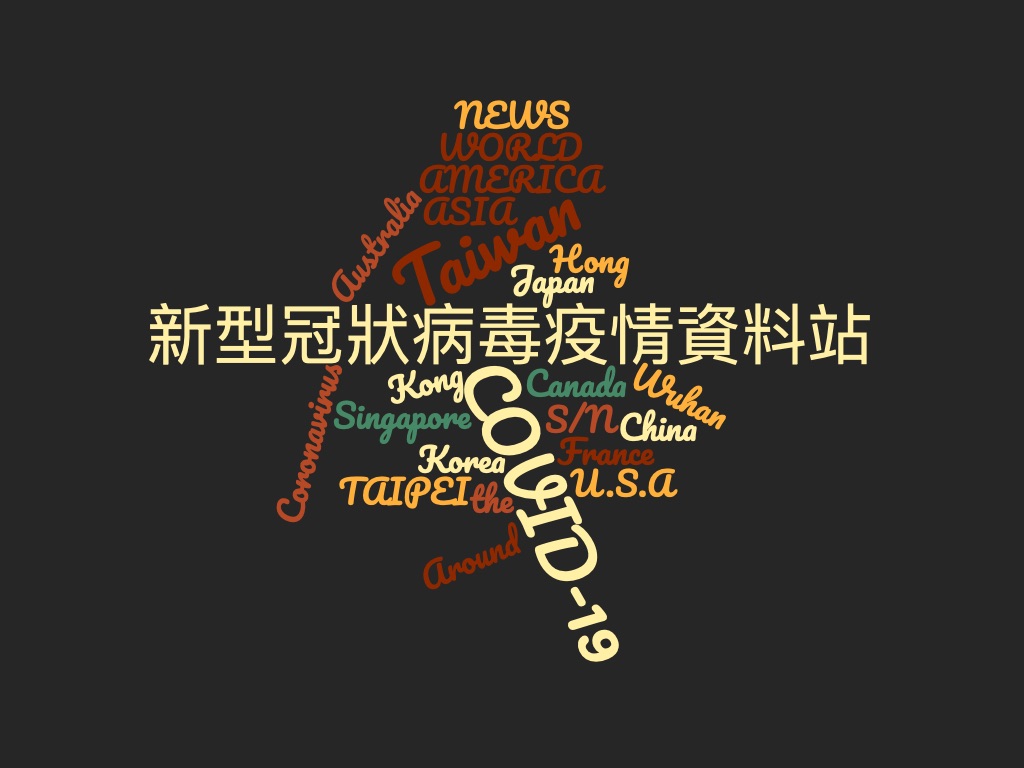 NEWS
WORLD
AMERICA
ASIA
Australia
Taiwan
Hong
Japan
新型冠狀病毒疫情資料站
Kong
COVID-19
Canada
Wuhan
Singapore
S/N
China
Coronavirus
Korea
France
TAIPEI
the
U.S.A
Around